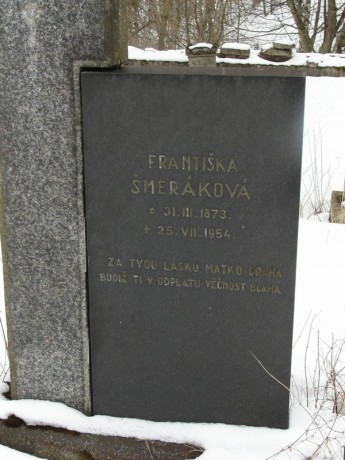 FRANTIŠKA
ŠMERÁKOVÁ
* 31. III. 1873.
† 25. VII. 1954.
ZA TVOU LÁSKU MATKO DRAHÁ
BUDIŽ TI V ODPLATU VĚČNOST BLAHÁ